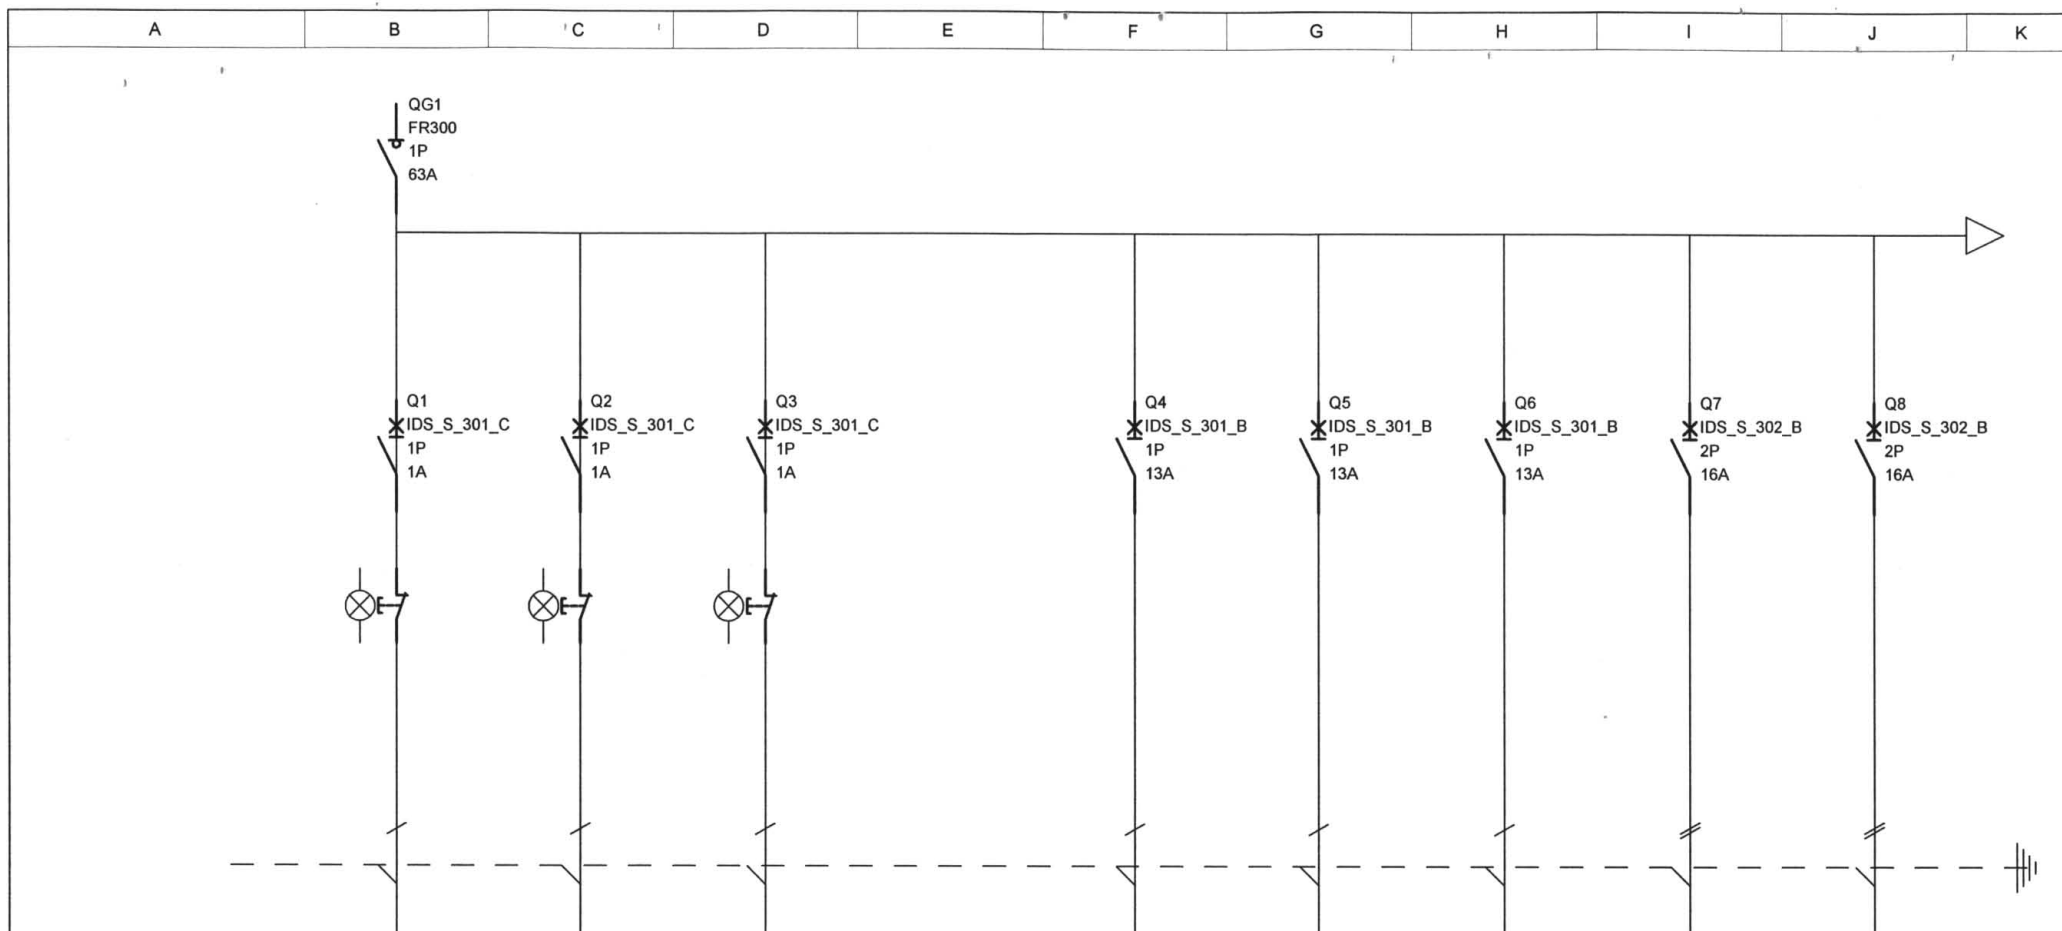 A B C D E F G H I J K
QG1
FR300
1P
63A
Q1
IDS_S_301_C
1P
1A
Q2
IDS_S_301_C
1P
1A
Q3
IDS_S_301_C
1P
1A
Q4
IDS_S_301_B
1P
13A
Q5
IDS_S_301_B
1P
13A
Q6
IDS_S_301_B
1P
13A
Q7
IDS_S_302_B
2P
16A
Q8
IDS_S_302_B
2P
16A